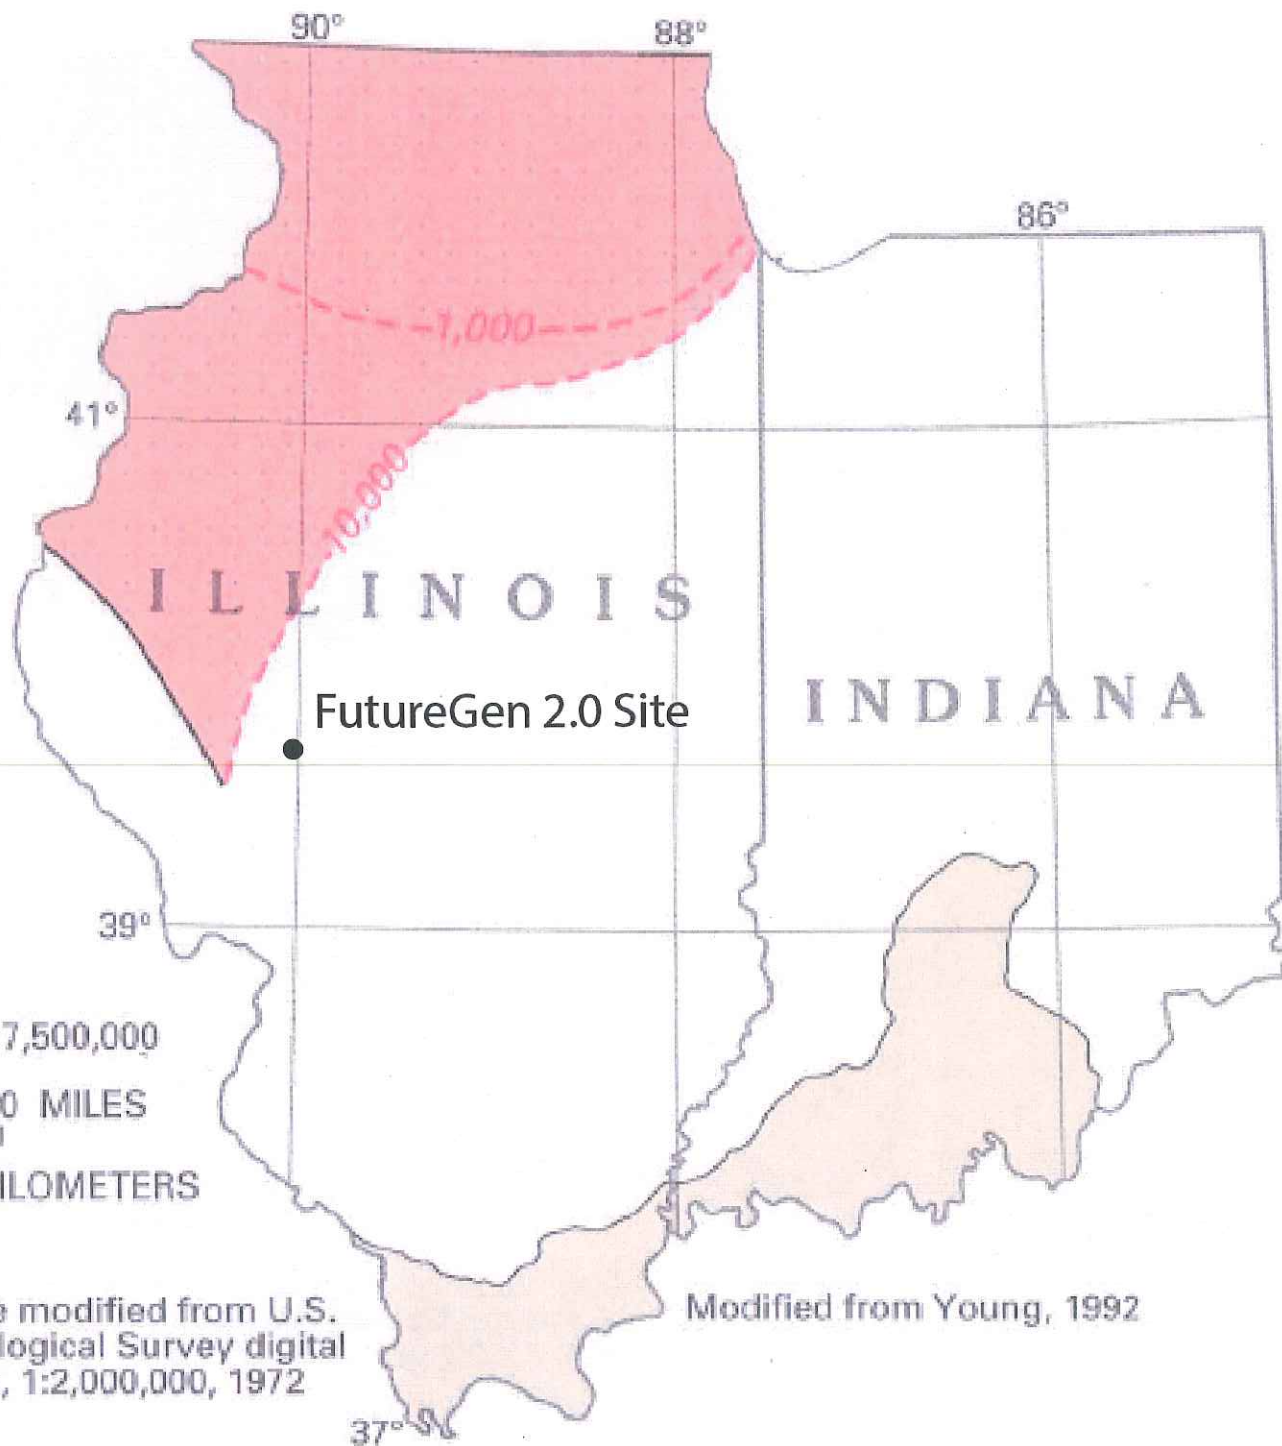 90°
88°
86°
1,000
41°
10,000
ILLINOIS
INDIANA
FutureGen 2.0 Site
39°
7,500,000
0 MILES
ILOMETERS
e modified from U.S.
logical Survey digital
, 1:2,000,000, 1972
Modified from Young, 1992
37°